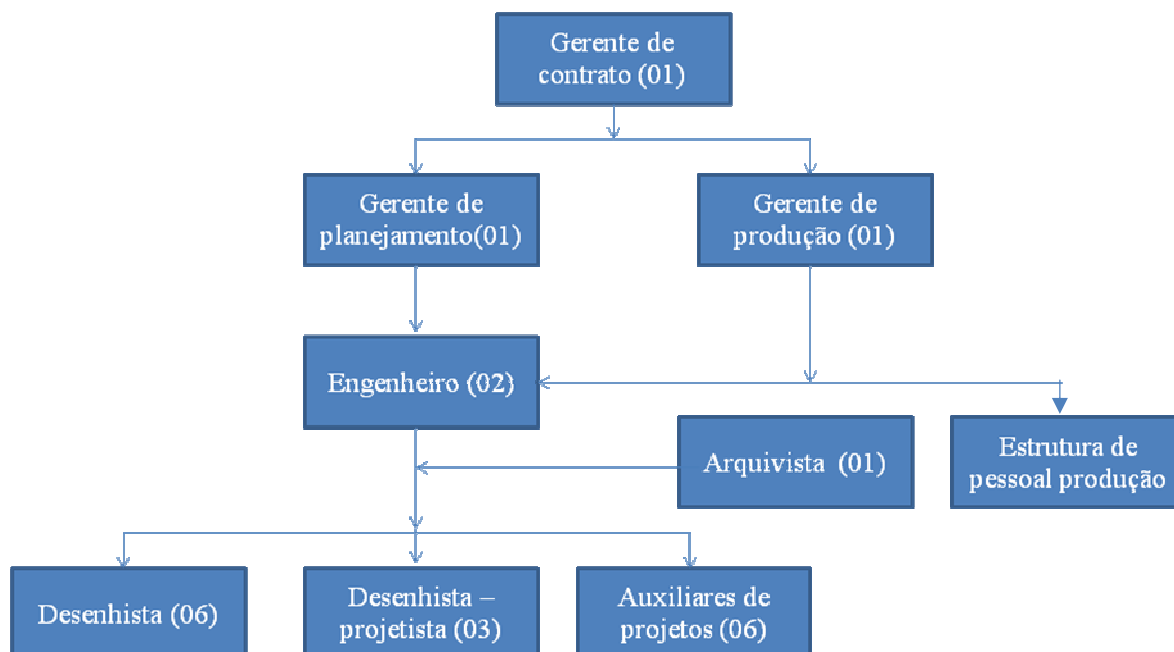 Gerente de
contrato (01)
Gerente de
planejamento(01)
Gerente de
produção (01)
Engenheiro (02)
Arquivista (01)
Estrutura de
pessoal produção
Desenhista (06)
Desenhista –
projetista (03)
Auxiliares de
projetos (06)